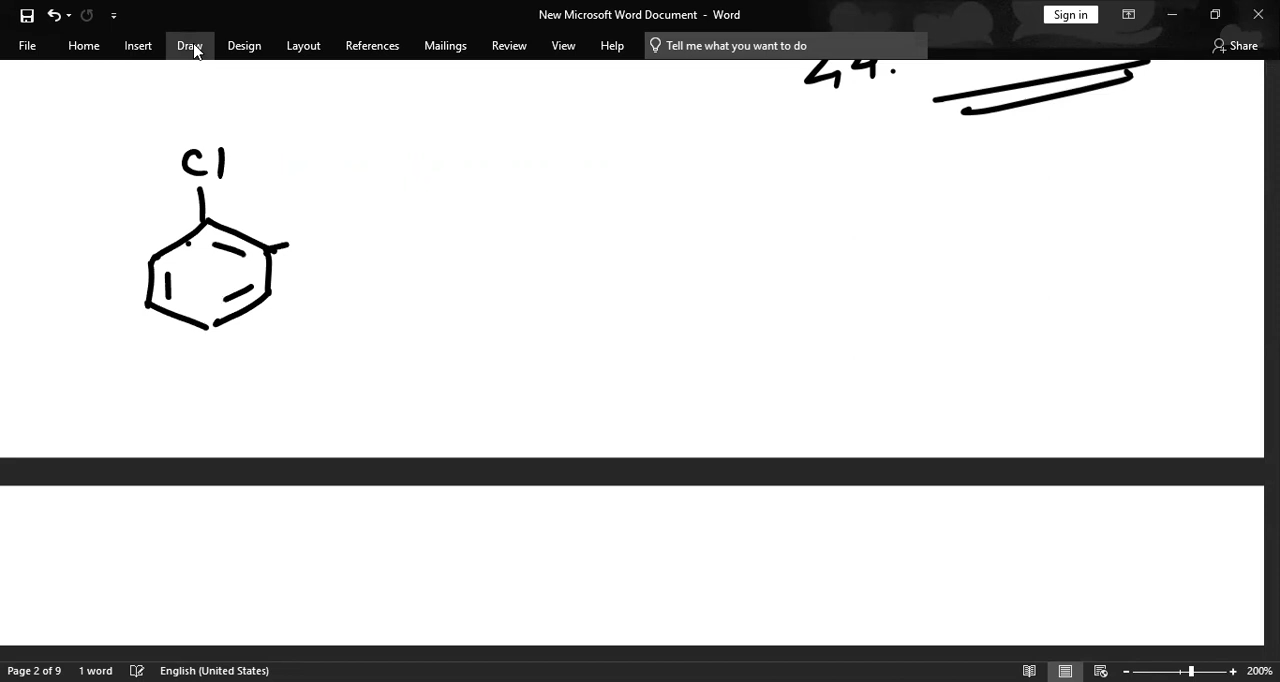 New Microsoft Word Document - Word
Sign in
File Home Insert Draw Design Layout References Mailings Review View Help Tell me what you want to do Share
44.
Cl
Page 2 of 9 1 word English (United States) 200%